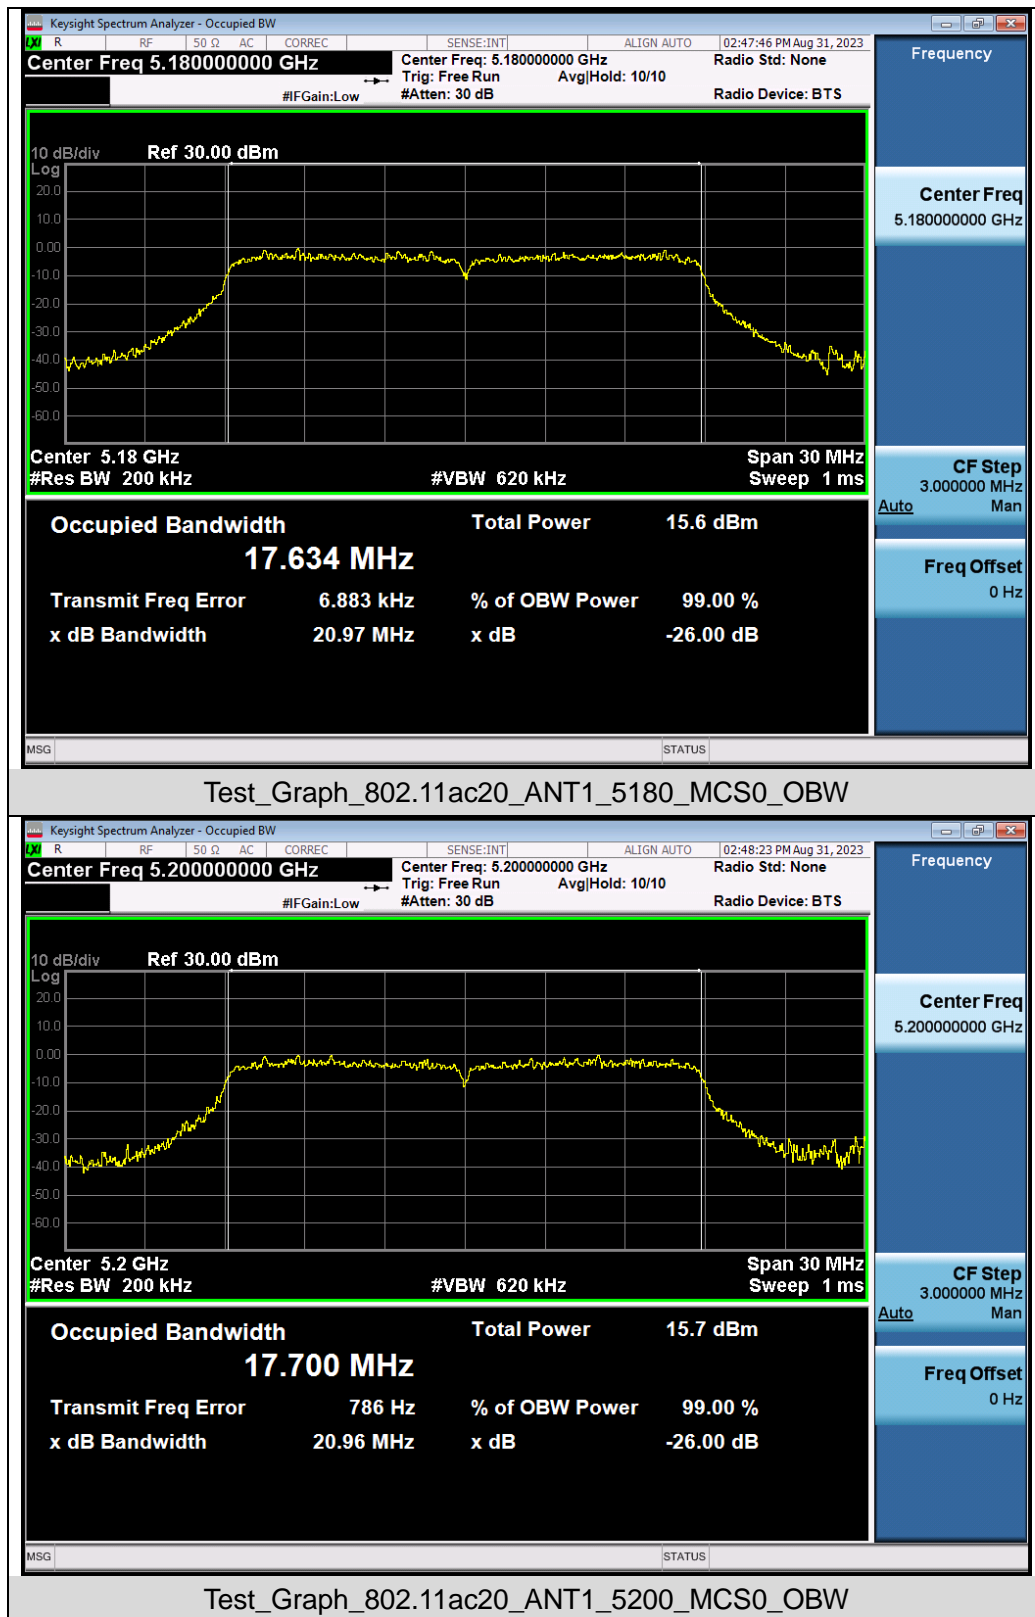 Keysight Spectrum Analyzer - Occupied BW
LXI R RF 50 Ω AC CORREC SENSE:INT ALIGN AUTO 02:47:46 PM Aug 31, 2023
Center Freq 5.180000000 GHz
Center Freq: 5.180000000 GHz
Radio Std: None
Trig: Free Run Avg|Hold: 10/10
#IFGain:Low #Atten: 30 dB Radio Device: BTS
10 dB/div Ref 30.00 dBm
Log
20.0
10.0
0.00
-10.0
-20.0
-30.0
-40.0
-50.0
-60.0
Center 5.18 GHz Span 30 MHz
#Res BW 200 kHz #VBW 620 kHz Sweep 1 ms
Occupied Bandwidth Total Power 15.6 dBm
17.634 MHz
Transmit Freq Error 6.883 kHz % of OBW Power 99.00 %
x dB Bandwidth 20.97 MHz x dB -26.00 dB
Frequency
Center Freq
5.180000000 GHz
CF Step
3.000000 MHz
Auto Man
Freq Offset
0 Hz
MSG STATUS
Test_Graph_802.11ac20_ANT1_5180_MCS0_OBW
Keysight Spectrum Analyzer - Occupied BW
LXI R RF 50 Ω AC CORREC SENSE:INT ALIGN AUTO 02:48:23 PM Aug 31, 2023
Center Freq 5.200000000 GHz
Center Freq: 5.200000000 GHz
Radio Std: None
Trig: Free Run Avg|Hold: 10/10
#IFGain:Low #Atten: 30 dB Radio Device: BTS
10 dB/div Ref 30.00 dBm
Log
20.0
10.0
0.00
-10.0
-20.0
-30.0
-40.0
-50.0
-60.0
Center 5.2 GHz Span 30 MHz
#Res BW 200 kHz #VBW 620 kHz Sweep 1 ms
Occupied Bandwidth Total Power 15.7 dBm
17.700 MHz
Transmit Freq Error 786 Hz % of OBW Power 99.00 %
x dB Bandwidth 20.96 MHz x dB -26.00 dB
Frequency
Center Freq
5.200000000 GHz
CF Step
3.000000 MHz
Auto Man
Freq Offset
0 Hz
MSG STATUS
Test_Graph_802.11ac20_ANT1_5200_MCS0_OBW